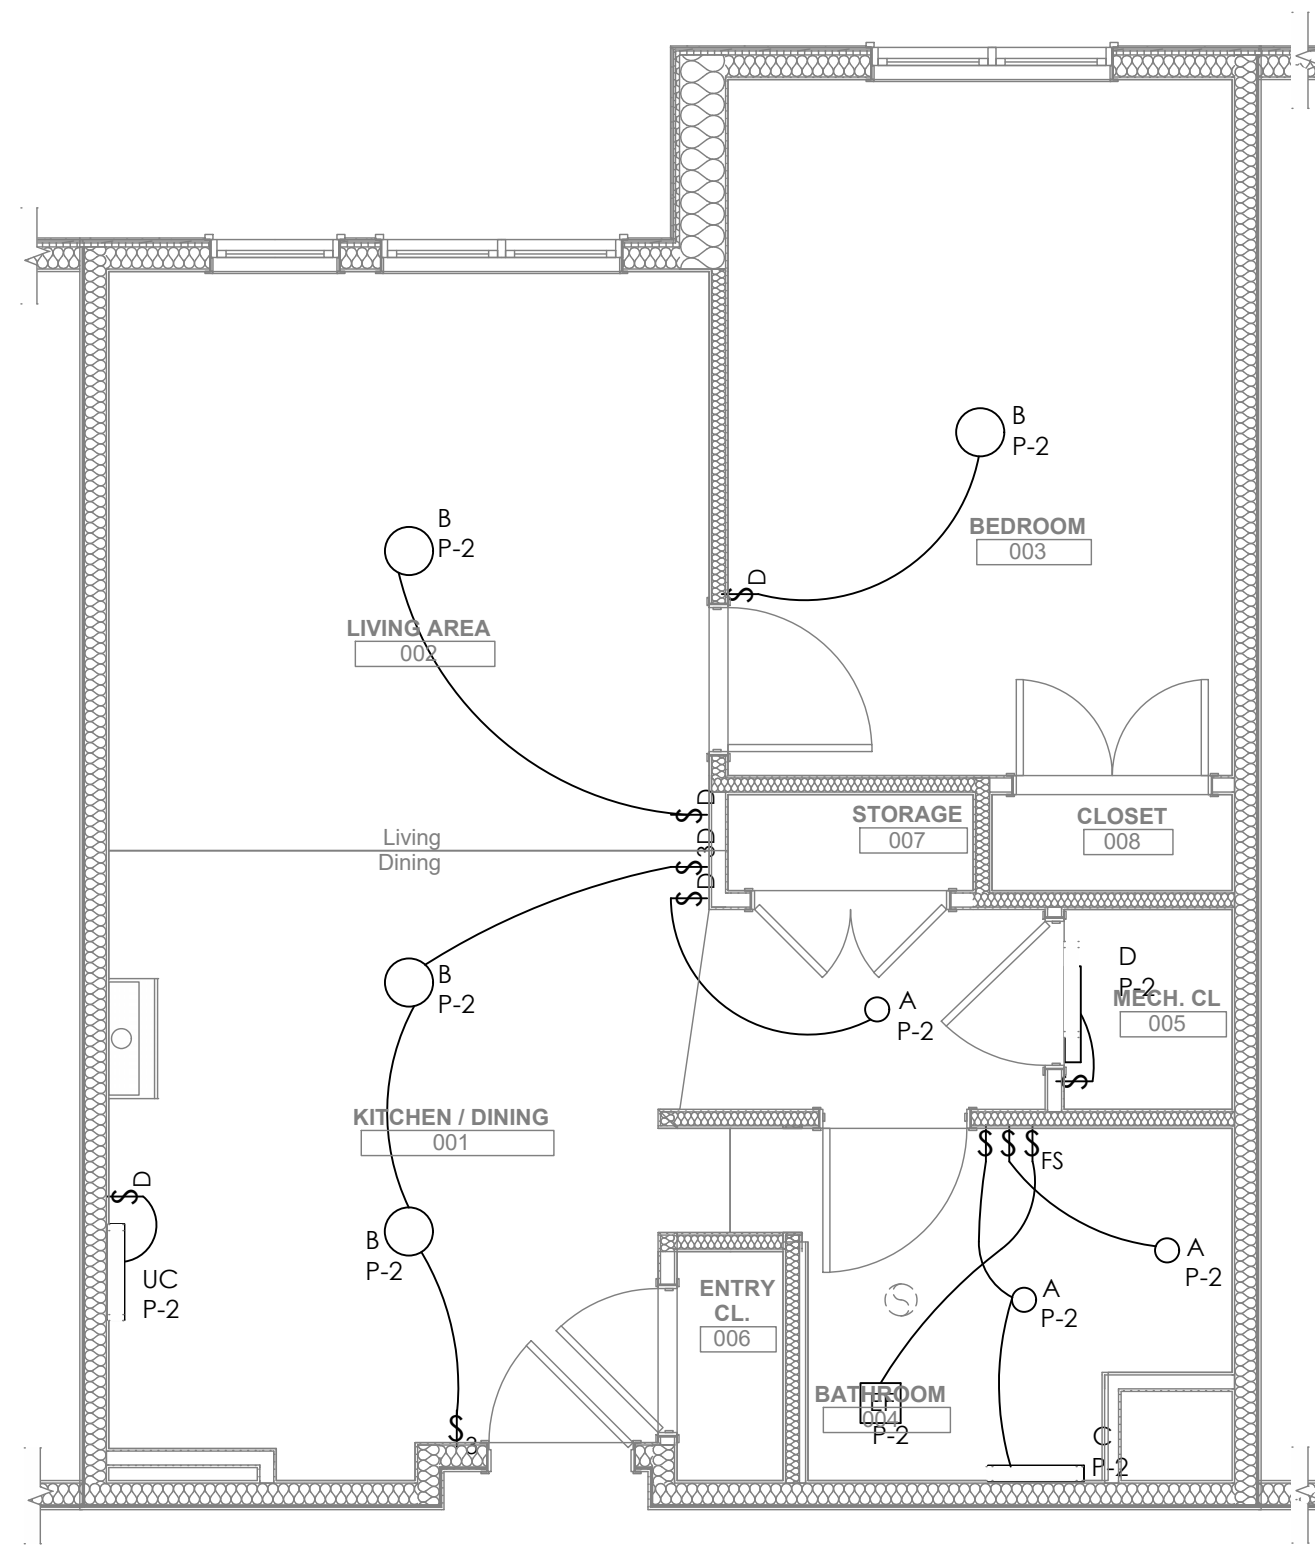 B
P-2
BEDROOM
003
B
P-2
D
$
LIVING AREA
002
D
$
STORAGE
007
CLOSET
008
Living
Dining
3D
$
D
$
B
P-2
A
P-2
D
P-2
MECH. CL
005
$
KITCHEN / DINING
001
$ $ $FS
D
$
UC
P-2
B
P-2
A
P-2
A
P-2
ENTRY
CL.
006
S
BATHROOM
EF
004
P-2
C
P-2
$3